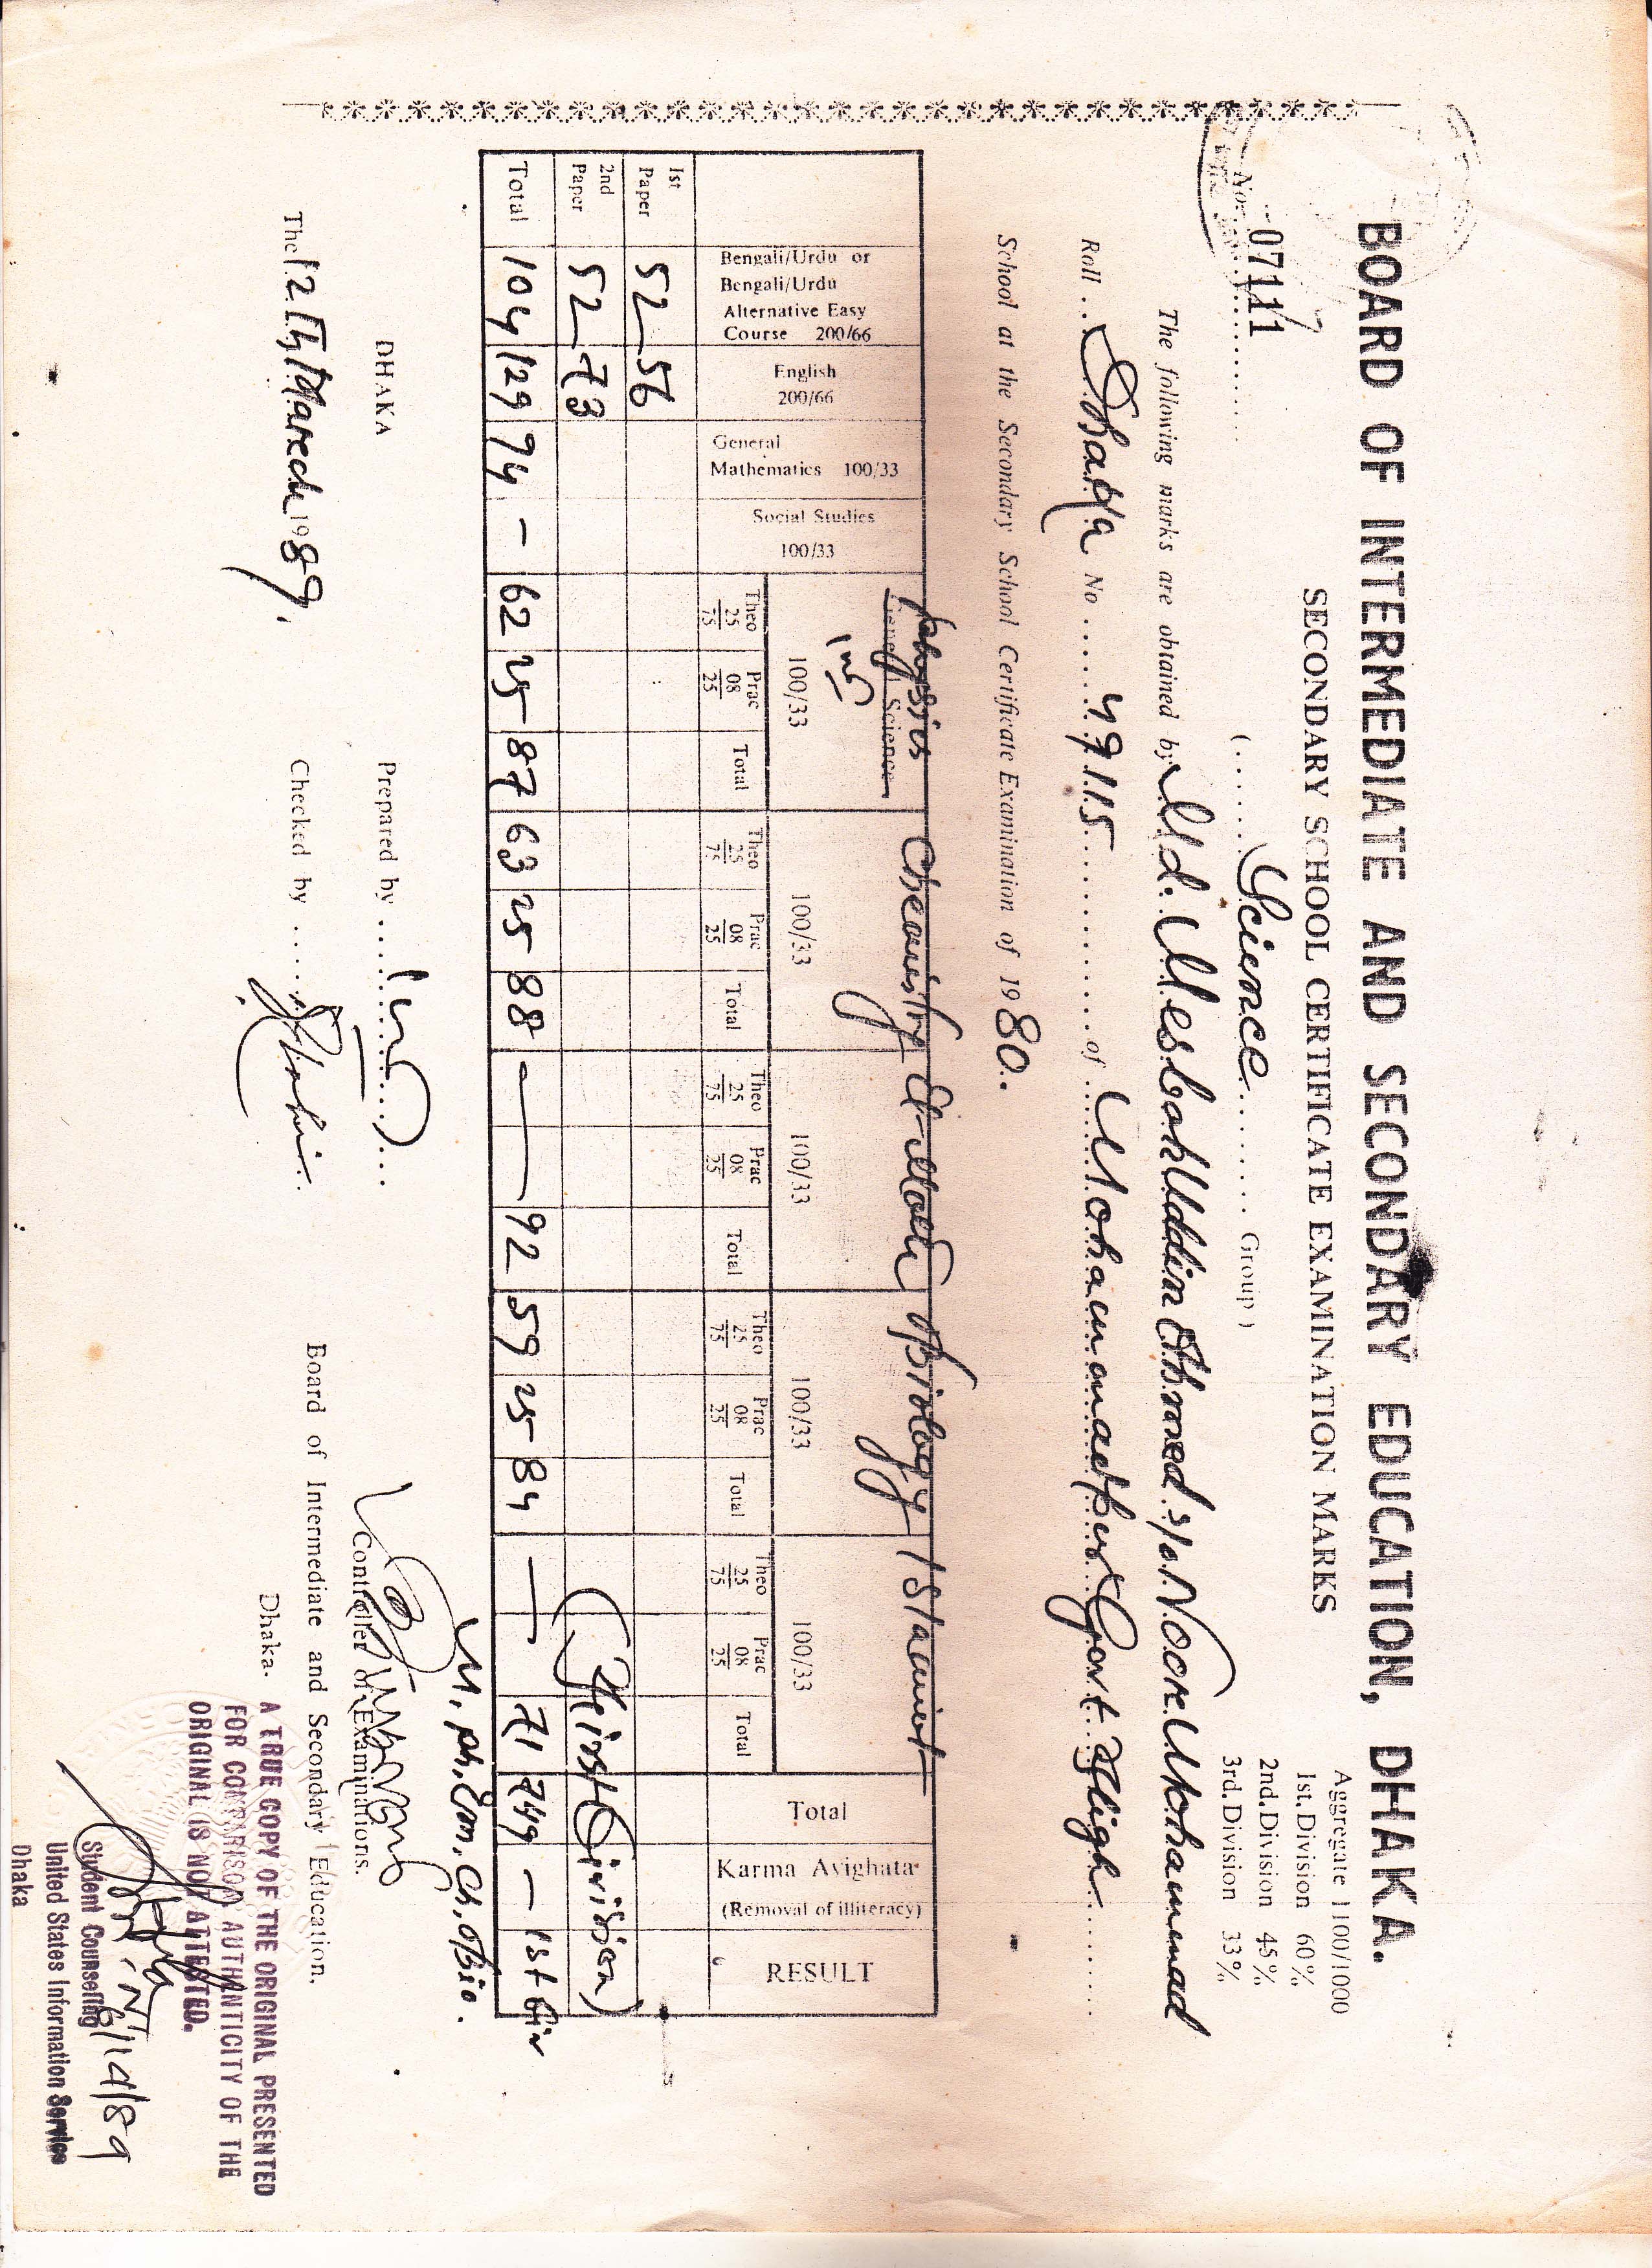 BOARD OF INTERMEDIATE AND SECONDARY EDUCATION, DHAKA.
SECONDARY SCHOOL CERTIFICATE EXAMINATION MARKS
Aggregate 1100/1000
1st. Division 60%
2nd. Division 45%
3rd. Division 33%
No. 07111
(......Science............ Group)
The following marks are obtained by Md. Mesbah Uddin Ahmed s/o. Noor Mohammad
Roll .. Dhaka No ......49115............ of Mohammadpur Govt. High
School at the Secondary School Certificate Examination of 1980.
Bengali/Urdu or Bengali/Urdu Alternative Easy Course 200/66
English 200/66
General Mathematics 100/33
Social Studies 100/33
Physics Science 100/33
Chemistry 100/33
E. Math 100/33
Biology 100/33
Islamiat 100/33
Total
Karma Avighata (Removal of illiteracy)
RESULT
Theo 25/75 Prac 08/25 Total Theo 25/75 Prac 08/25 Total Theo 25/75 Prac 08/25 Total Theo 25/75 Prac 08/25 Total Theo 25/75 Prac 08/25 Total
1st Paper 52 56
2nd Paper 52 73 (First Division)
Total 104 129 74 – 62 25 87 63 25 88 — 92 59 25 84 — 71 749 – 1st Div
M, Ph, Em, Ch, Bio.
DHAKA
Prepared by
The 12th March 1989.
Checked by
Controller of Examinations.
Board of Intermediate and Secondary Education,
Dhaka.
A TRUE COPY OF THE ORIGINAL PRESENTED
FOR COMPARISON AUTHENTICITY OF THE
ORIGINAL IS NOT ATTESTED.
6/14/89
Student Counseling
United States Information Service
Dhaka